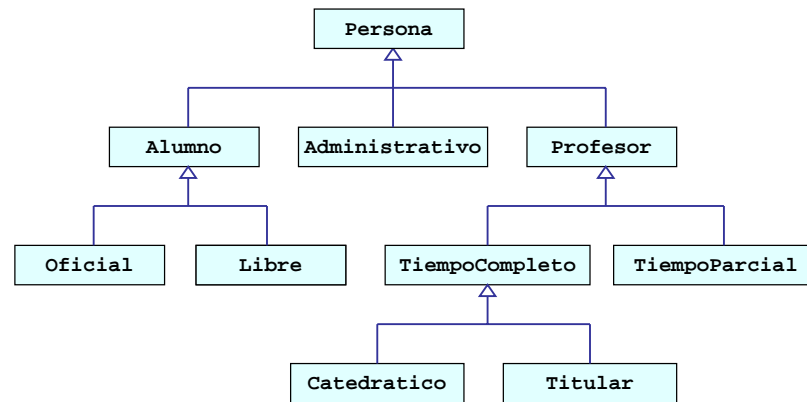 Persona
Alumno
Administrativo
Profesor
Oficial
Libre
TiempoCompleto
TiempoParcial
Catedratico
Titular